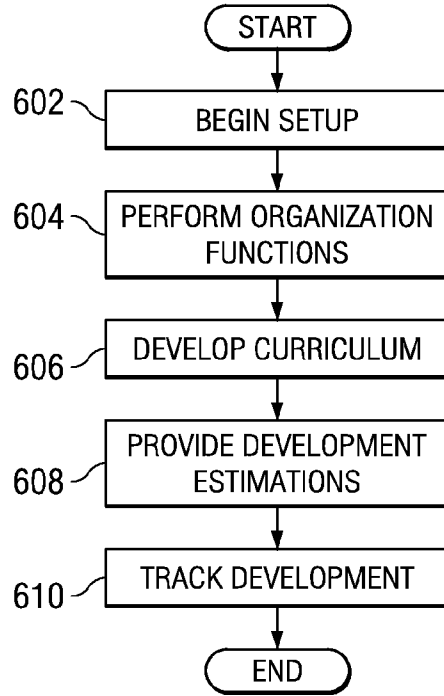 START
602
BEGIN SETUP
604
PERFORM ORGANIZATION
FUNCTIONS
606
DEVELOP CURRICULUM
608
PROVIDE DEVELOPMENT
ESTIMATIONS
610
TRACK DEVELOPMENT
END